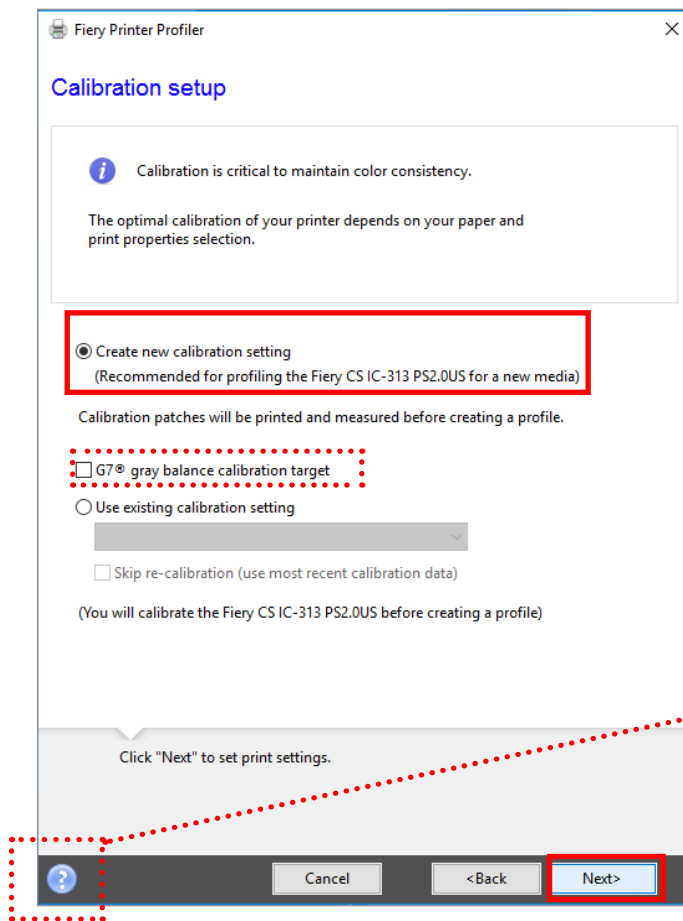 Fiery Printer Profiler
Calibration setup
Calibration is critical to maintain color consistency.
The optimal calibration of your printer depends on your paper and
print properties selection.
Create new calibration setting
(Recommended for profiling the Fiery CS IC-313 PS2.0US for a new media)
Calibration patches will be printed and measured before creating a profile.
G7® gray balance calibration target
Use existing calibration setting
Skip re-calibration (use most recent calibration data)
(You will calibrate the Fiery CS IC-313 PS2.0US before creating a profile)
Click "Next" to set print settings.
? Cancel <Back Next>